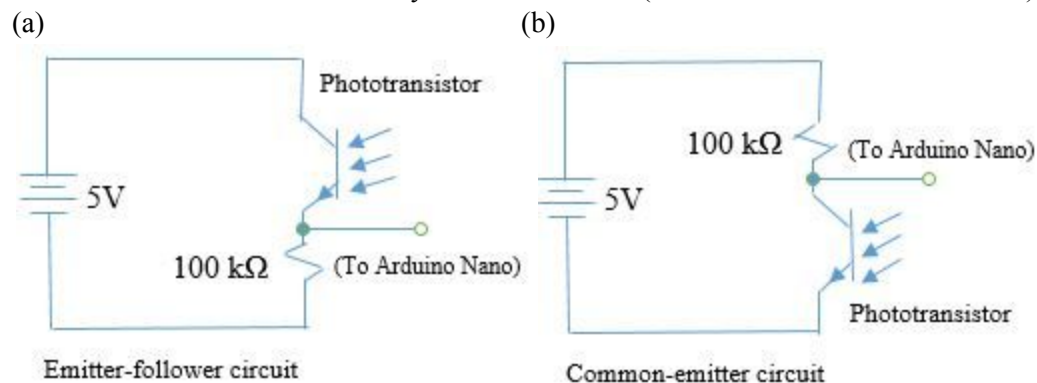 (a)
(b)
Phototransistor
5V
100 kΩ
(To Arduino Nano)
Emitter-follower circuit
100 kΩ
(To Arduino Nano)
5V
Phototransistor
Common-emitter circuit